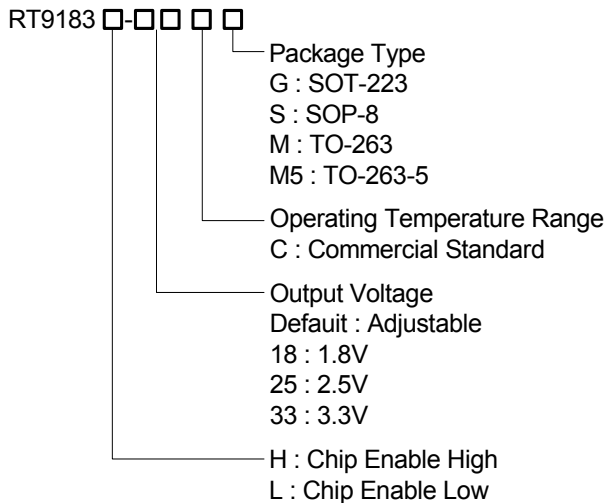 RT9183 □-□□ □ □
Package Type
G : SOT-223
S : SOP-8
M : TO-263
M5 : TO-263-5
Operating Temperature Range
C : Commercial Standard
Output Voltage
Defauit : Adjustable
18 : 1.8V
25 : 2.5V
33 : 3.3V
H : Chip Enable High
L : Chip Enable Low